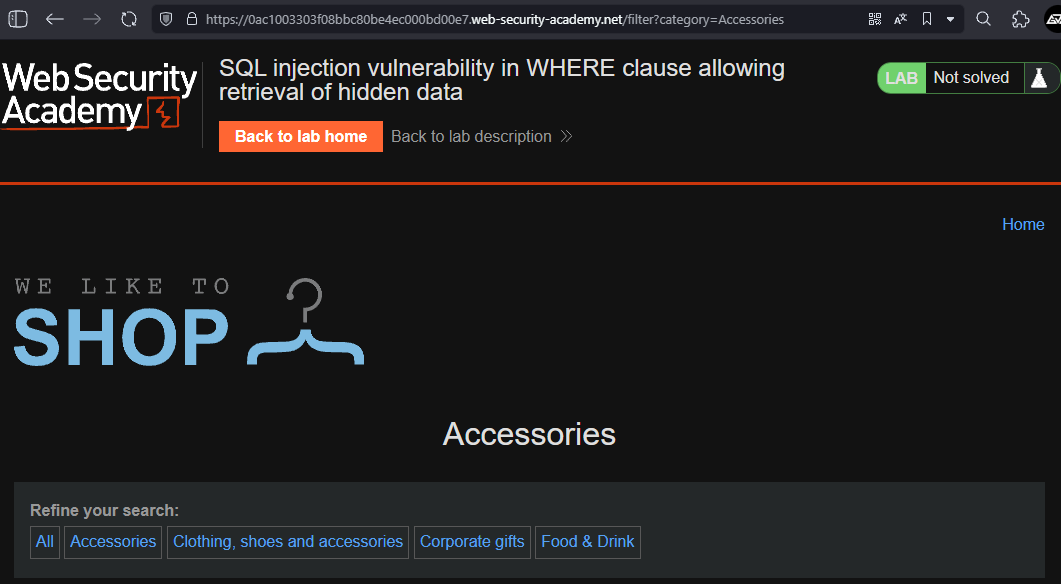 https://0ac1003303f08bbc80be4ec000bd00e7.web-security-academy.net/filter?category=Accessories
Web Security
Academy
SQL injection vulnerability in WHERE clause allowing
retrieval of hidden data
Back to lab home
Back to lab description
LAB
Not solved
Home
WE LIKE TO
SHOP
Accessories
Refine your search:
All
Accessories
Clothing, shoes and accessories
Corporate gifts
Food & Drink